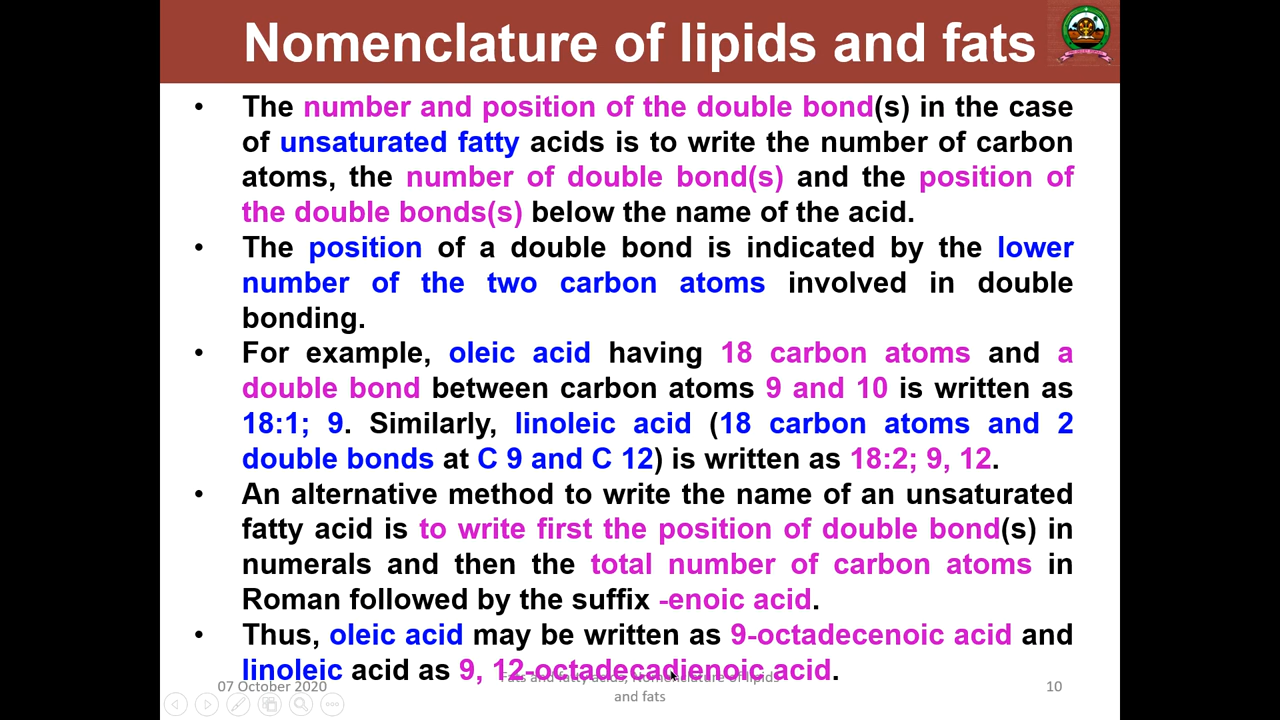 Nomenclature of lipids and fats
• The number and position of the double bond(s) in the case
of unsaturated fatty acids is to write the number of carbon
atoms, the number of double bond(s) and the position of
the double bonds(s) below the name of the acid.
• The position of a double bond is indicated by the lower
number of the two carbon atoms involved in double
bonding.
• For example, oleic acid having 18 carbon atoms and a
double bond between carbon atoms 9 and 10 is written as
18:1; 9. Similarly, linoleic acid (18 carbon atoms and 2
double bonds at C 9 and C 12) is written as 18:2; 9, 12.
• An alternative method to write the name of an unsaturated
fatty acid is to write first the position of double bond(s) in
numerals and then the total number of carbon atoms in
Roman followed by the suffix -enoic acid.
• Thus, oleic acid may be written as 9-octadecenoic acid and
linoleic acid as 9, 12-octadecadienoic acid.
07 October 2020
Fats and fatty acids, Nomenclature of lipids
and fats
10